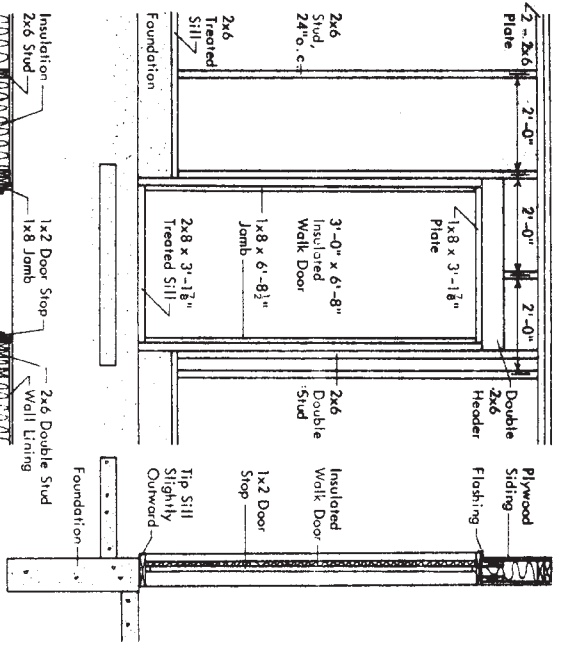 2 - 2x6
Plate
2'-0"
2'-0"
2'-0"
2x6
Stud,
24"o.c.
2x6
Treated
Sill
Foundation
1x8 x 3'-1 7/8"
Plate
3'-0" x 6'-8"
Insulated
Walk Door
1x8 x 6'-8 1/2"
Jamb
2x8 x 3'-1 7/8"
Treated Sill
Double
2x6
Header
2x6
Double
Stud
Insulation
2x6 Stud
1x2 Door Stop
1x8 Jamb
2x6 Double Stud
Wall Lining
Plywood
Siding
Flashing
Insulated
Walk Door
1x2 Door
Stop
Tip Sill
Slightly
Outward
Foundation